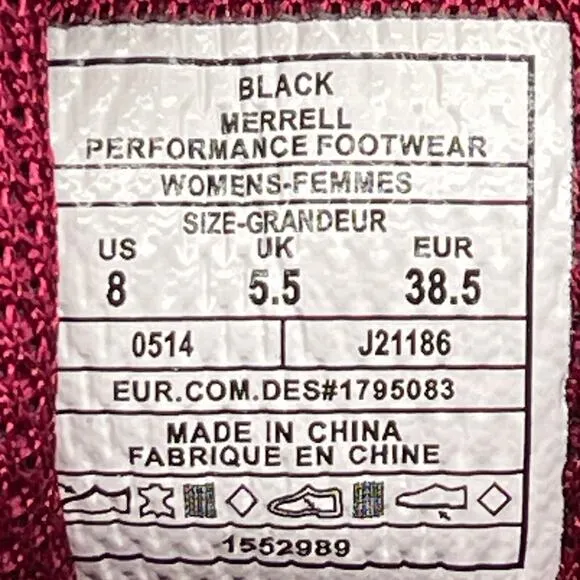 BLACK
MERRELL
PERFORMANCE FOOTWEAR
WOMENS-FEMMES
SIZE-GRANDEUR
US UK EUR
8 5.5 38.5
0514 J21186
EUR.COM.DES#1795083
MADE IN CHINA
FABRIQUE EN CHINE
1552989